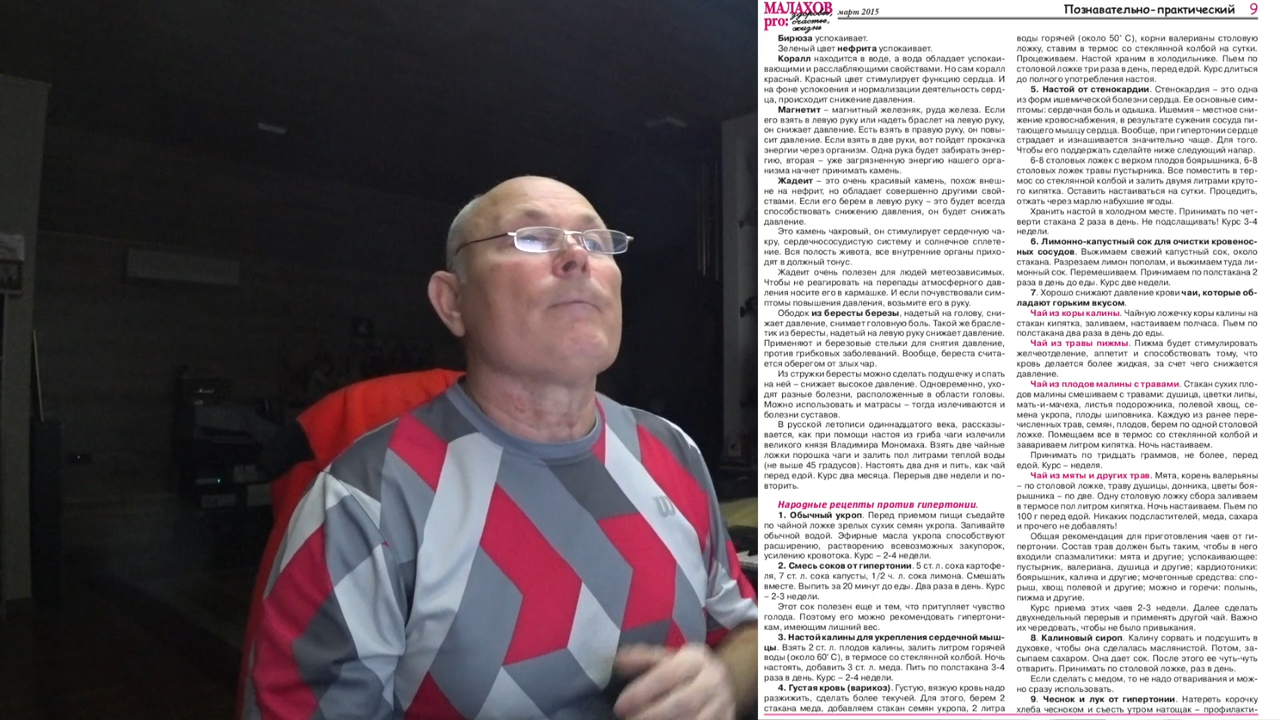 МАЛАХОВ
pro:
здоровье,
счастье,
жизнь
март 2015
Познавательно-практический 9
Бирюза успокаивает.
Зеленый цвет нефрита успокаивает.
Коралл находится в воде, а вода обладает успокаи-
вающими и расслабляющими свойствами. Но сам коралл
красный. Красный цвет стимулирует функцию сердца. И
на фоне успокоения и нормализации деятельность серд-
ца, происходит снижение давления.
Магнетит – магнитный железняк, руда железа. Если
его взять в левую руку или надеть браслет на левую руку,
он снижает давление. Есть взять в правую руку, он повы-
сит давление. Если взять в две руки, вот пойдет прокачка
энергии через организм. Одна рука будет забирать энер-
гию, вторая – уже загрязненную энергию нашего орга-
низма начнет принимать камень.
Жадеит – это очень красивый камень, похож внеш-
не на нефрит, но обладает совершенно другими свой-
ствами. Если его берем в левую руку – это будет всегда
способствовать снижению давления, он будет снижать
давление.
Это камень чакровый, он стимулирует сердечную ча-
кру, сердечнососудистую систему и солнечное сплете-
ние. Вся полость живота, все внутренние органы прихо-
дят в должный тонус.
Жадеит очень полезен для людей метеозависимых.
Чтобы не реагировать на перепады атмосферного дав-
ления носите его в кармашке. И если почувствовали сим-
птомы повышения давления, возьмите его в руку.
Ободок из бересты березы, надетый на голову, сни-
жает давление, снимает головную боль. Такой же брасле-
тик из бересты, надетый на левую руку снижает давление.
Применяют и березовые стельки для снятия давление,
против грибковых заболеваний. Вообще, береста счита-
ется оберегом от злых чар.
Из стружки бересты можно сделать подушечку и спать
на ней – снижает высокое давление. Одновременно, ухо-
дят разные болезни, расположенные в области головы.
Можно использовать и матрасы – тогда излечиваются и
болезни суставов.
В русской летописи одиннадцатого века, рассказы-
вается, как при помощи настоя из гриба чаги излечили
великого князя Владимира Мономаха. Взять две чайные
ложки порошка чаги и залить пол литрами теплой воды
(не выше 45 градусов). Настоять два дня и пить, как чай
перед едой. Курс два месяца. Перерыв две недели и по-
вторить.
Народные рецепты против гипертонии.
1. Обычный укроп. Перед приемом пищи съедайте
по чайной ложке зрелых сухих семян укропа. Запивайте
обычной водой. Эфирные масла укропа способствуют
расширению, растворению всевозможных закупорок,
усилению кровотока. Курс – 2-4 недели.
2. Смесь соков от гипертонии. 5 ст. л. сока картофе-
ля, 7 ст. л. сока капусты, 1/2 ч. л. сока лимона. Смешать
вместе. Выпить за 20 минут до еды. Два раза в день. Курс
– 2-3 недели.
Этот сок полезен еще и тем, что притупляет чувство
голода. Поэтому его можно рекомендовать гипертони-
кам, имеющим лишний вес.
3. Настой калины для укрепления сердечной мыш-
цы. Взять 2 ст. л. плодов калины, залить литром горячей
воды (около 60° С), в термосе со стеклянной колбой. Ночь
настоять, добавить 3 ст. л. меда. Пить по полстакана 3-4
раза в день. Курс – 2-4 недели.
4. Густая кровь (варикоз). Густую, вязкую кровь надо
разжижить, сделать более текучей. Для этого, берем 2
стакана меда, добавляем стакан семян укропа, 2 литра
воды горячей (около 50° С), корни валерианы столовую
ложку, ставим в термос со стеклянной колбой на сутки.
Процеживаем. Настой храним в холодильнике. Пьем по
столовой ложке три раза в день, перед едой. Курс длиться
до полного употребления настоя.
5. Настой от стенокардии. Стенокардия – это одна
из форм ишемической болезни сердца. Ее основные сим-
птомы: сердечная боль и одышка. Ишемия – местное сни-
жение кровоснабжения, в результате сужения сосуда пи-
тающего мышцу сердца. Вообще, при гипертонии сердце
страдает и изнашивается значительно чаще. Для того.
Чтобы его поддержать сделайте ниже следующий напар.
6-8 столовых ложек с верхом плодов боярышника, 6-8
столовых ложек травы пустырника. Все поместить в тер-
мос со стеклянной колбой и залить двумя литрами круто-
го кипятка. Оставить настаиваться на сутки. Процедить,
отжать через марлю набухшие ягоды.
Хранить настой в холодном месте. Принимать по чет-
верти стакана 2 раза в день. Не подслащивать! Курс 3-4
недели.
6. Лимонно-капустный сок для очистки кровенос-
ных сосудов. Выжимаем свежий капустный сок, около
стакана. Разрезаем лимон пополам, и выжимаем туда ли-
монный сок. Перемешиваем. Принимаем по полстакана 2
раза в день до еды. Курс две недели.
7. Хорошо снижают давление крови чаи, которые об-
ладают горьким вкусом.
Чай из коры калины. Чайную ложечку коры калины на
стакан кипятка, заливаем, настаиваем полчаса. Пьем по
полстакана два раза в день до еды.
Чай из травы пижмы. Пижма будет стимулировать
желчеотделение, аппетит и способствовать тому, что
кровь делается более жидкая, за счет чего снижается
давление.
Чай из плодов малины с травами. Стакан сухих пло-
дов малины смешиваем с травами: душица, цветки липы,
мать-и-мачеха, листья подорожника, полевой хвощ, се-
мена укропа, плоды шиповника. Каждую из ранее пере-
численных трав, семян, плодов, берем по одной столовой
ложке. Помещаем все в термос со стеклянной колбой и
завариваем литром кипятка. Ночь настаиваем.
Принимать по тридцать граммов, не более, перед
едой. Курс – неделя.
Чай из мяты и других трав. Мята, корень валерьяны
– по столовой ложке, траву душицы, донника, цветы боя-
рышника – по две. Одну столовую ложку сбора заливаем
в термосе пол литром кипятка. Ночь настаиваем. Пьем по
100 г перед едой. Никаких подсластителей, меда, сахара
и прочего не добавлять!
Общая рекомендация для приготовления чаев от ги-
пертонии. Состав трав должен быть таким, чтобы в него
входили спазмалитики: мята и другие; успокаивающее:
пустырник, валериана, душица и другие; кардиотоники:
боярышник, калина и другие; мочегонные средства: спо-
рыш, хвощ полевой и другие; можно и горечи: полынь,
пижма и другие.
Курс приема этих чаев 2-3 недели. Далее сделать
двухнедельный перерыв и применять другой чай. Важно
их чередовать, чтобы не было привыкания.
8. Калиновый сироп. Калину сорвать и подсушить в
духовке, чтобы она сделалась маслянистой. Потом, за-
сыпаем сахаром. Она дает сок. После этого ее чуть-чуть
отварить. Принимать по столовой ложке, раз в день.
Если сделать с медом, то не надо отваривания и мож-
но сразу использовать.
9. Чеснок и лук от гипертонии. Натереть корочку
хлеба чесноком и съесть утром натощак – профилакти-